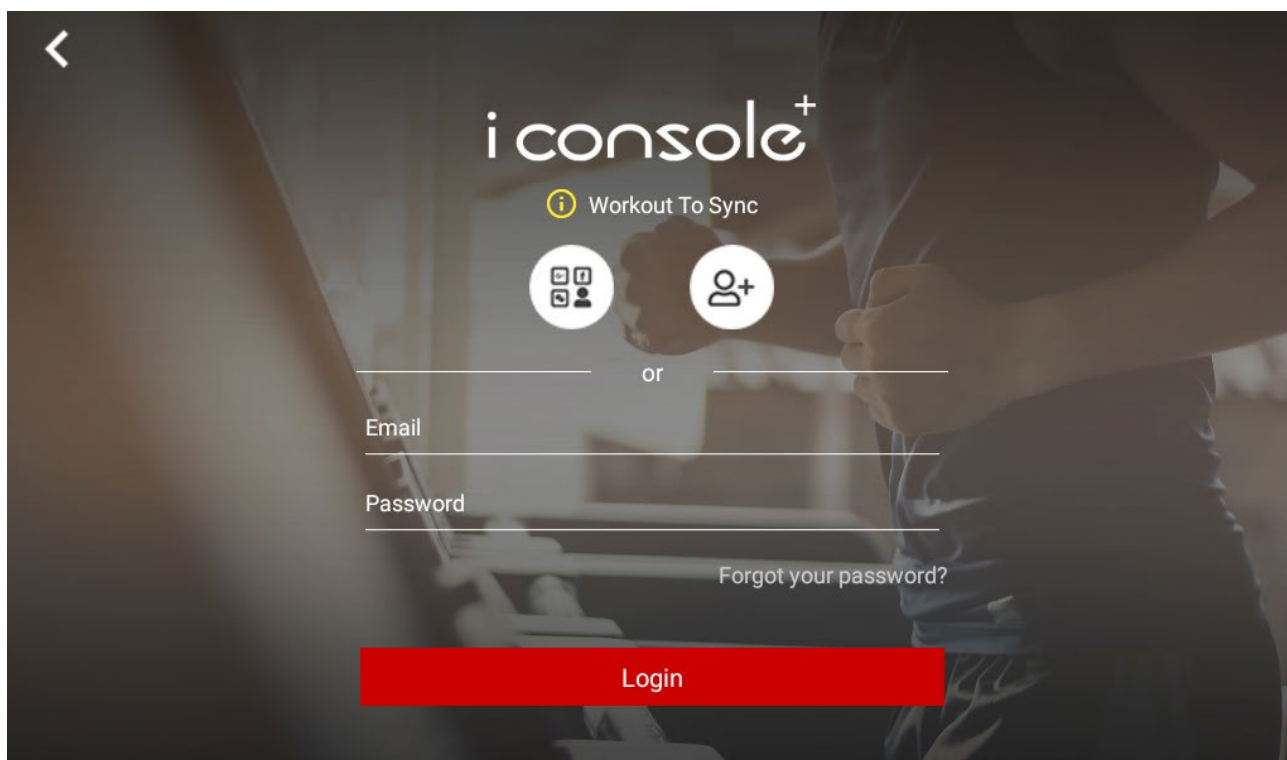 i console+
Workout To Sync
or
Email
Password
Forgot your password?
Login